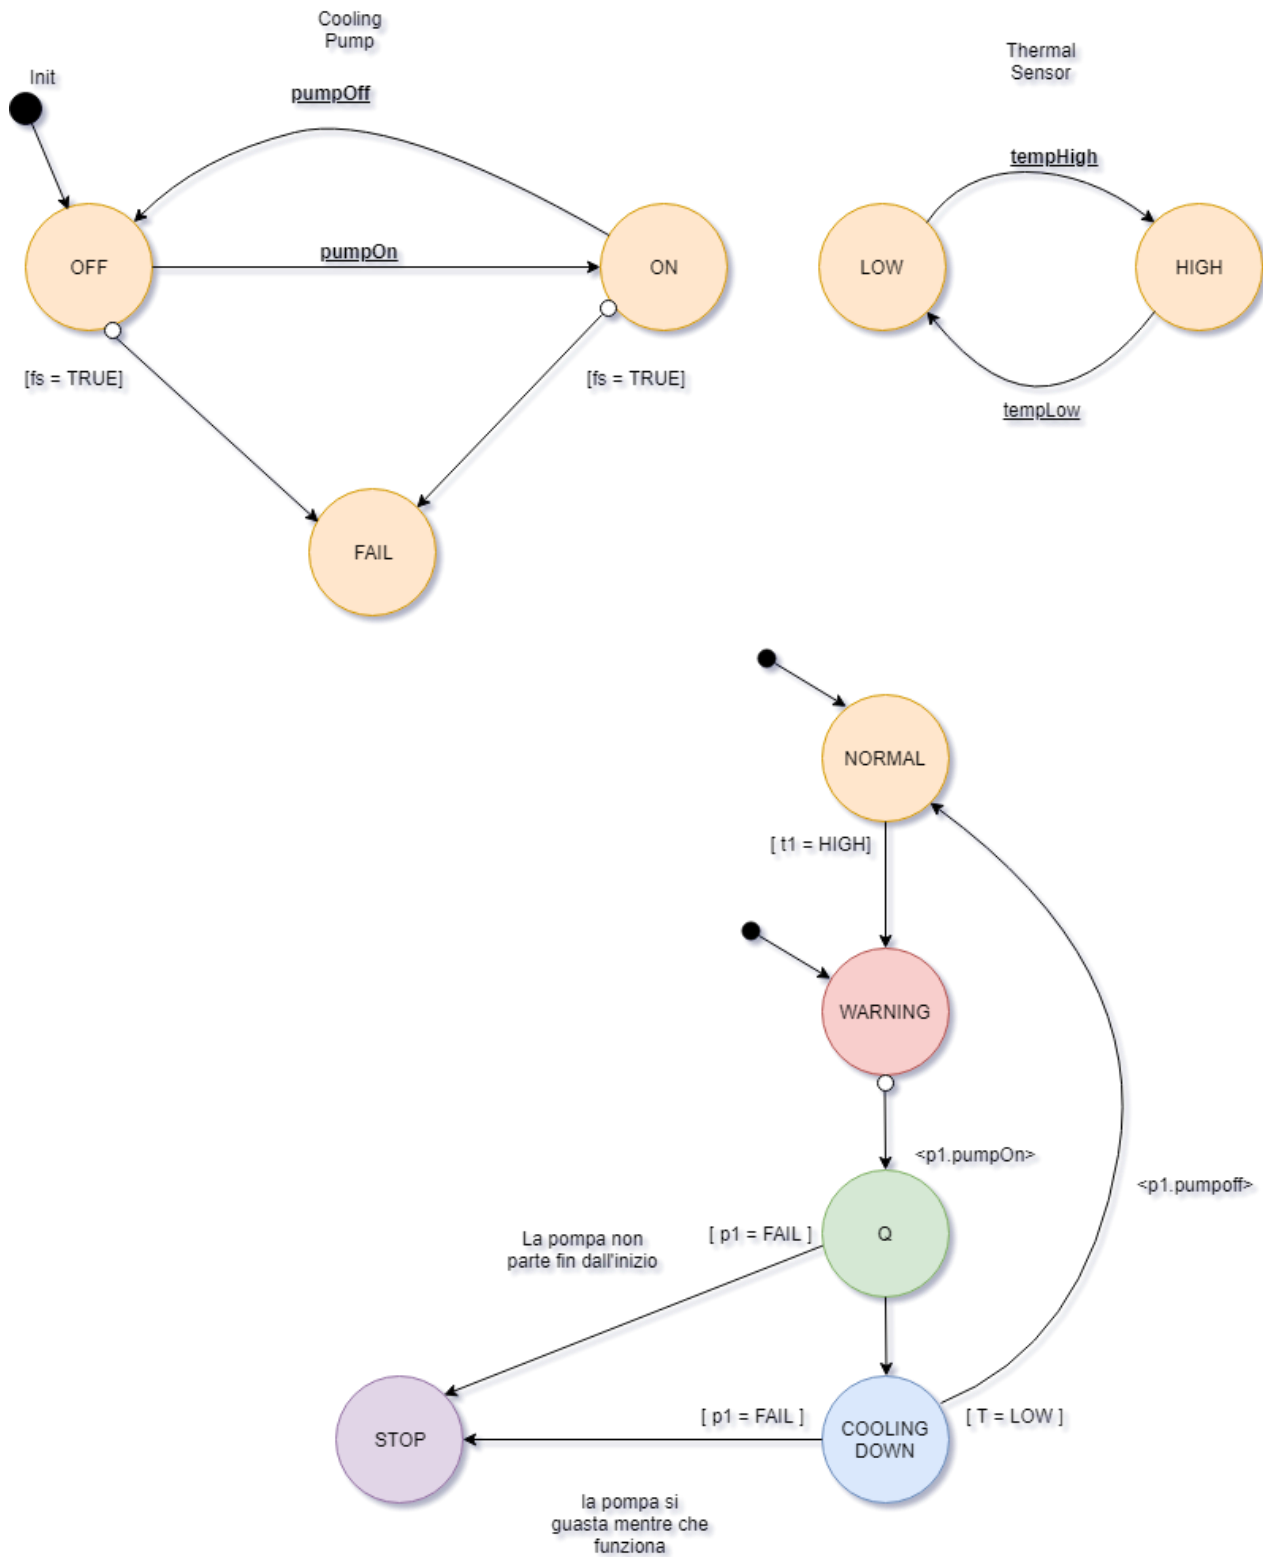 Cooling
Pump
Thermal
Sensor
Init
pumpOff
tempHigh
pumpOn
OFF
ON
LOW
HIGH
[fs = TRUE]
[fs = TRUE]
tempLow
FAIL
NORMAL
[ t1 = HIGH]
WARNING
<p1.pumpOn>
<p1.pumpoff>
La pompa non
parte fin dall'inizio
[ p1 = FAIL ]
Q
[ p1 = FAIL ]
[ T = LOW ]
STOP
COOLING
DOWN
la pompa si
guasta mentre che
funziona